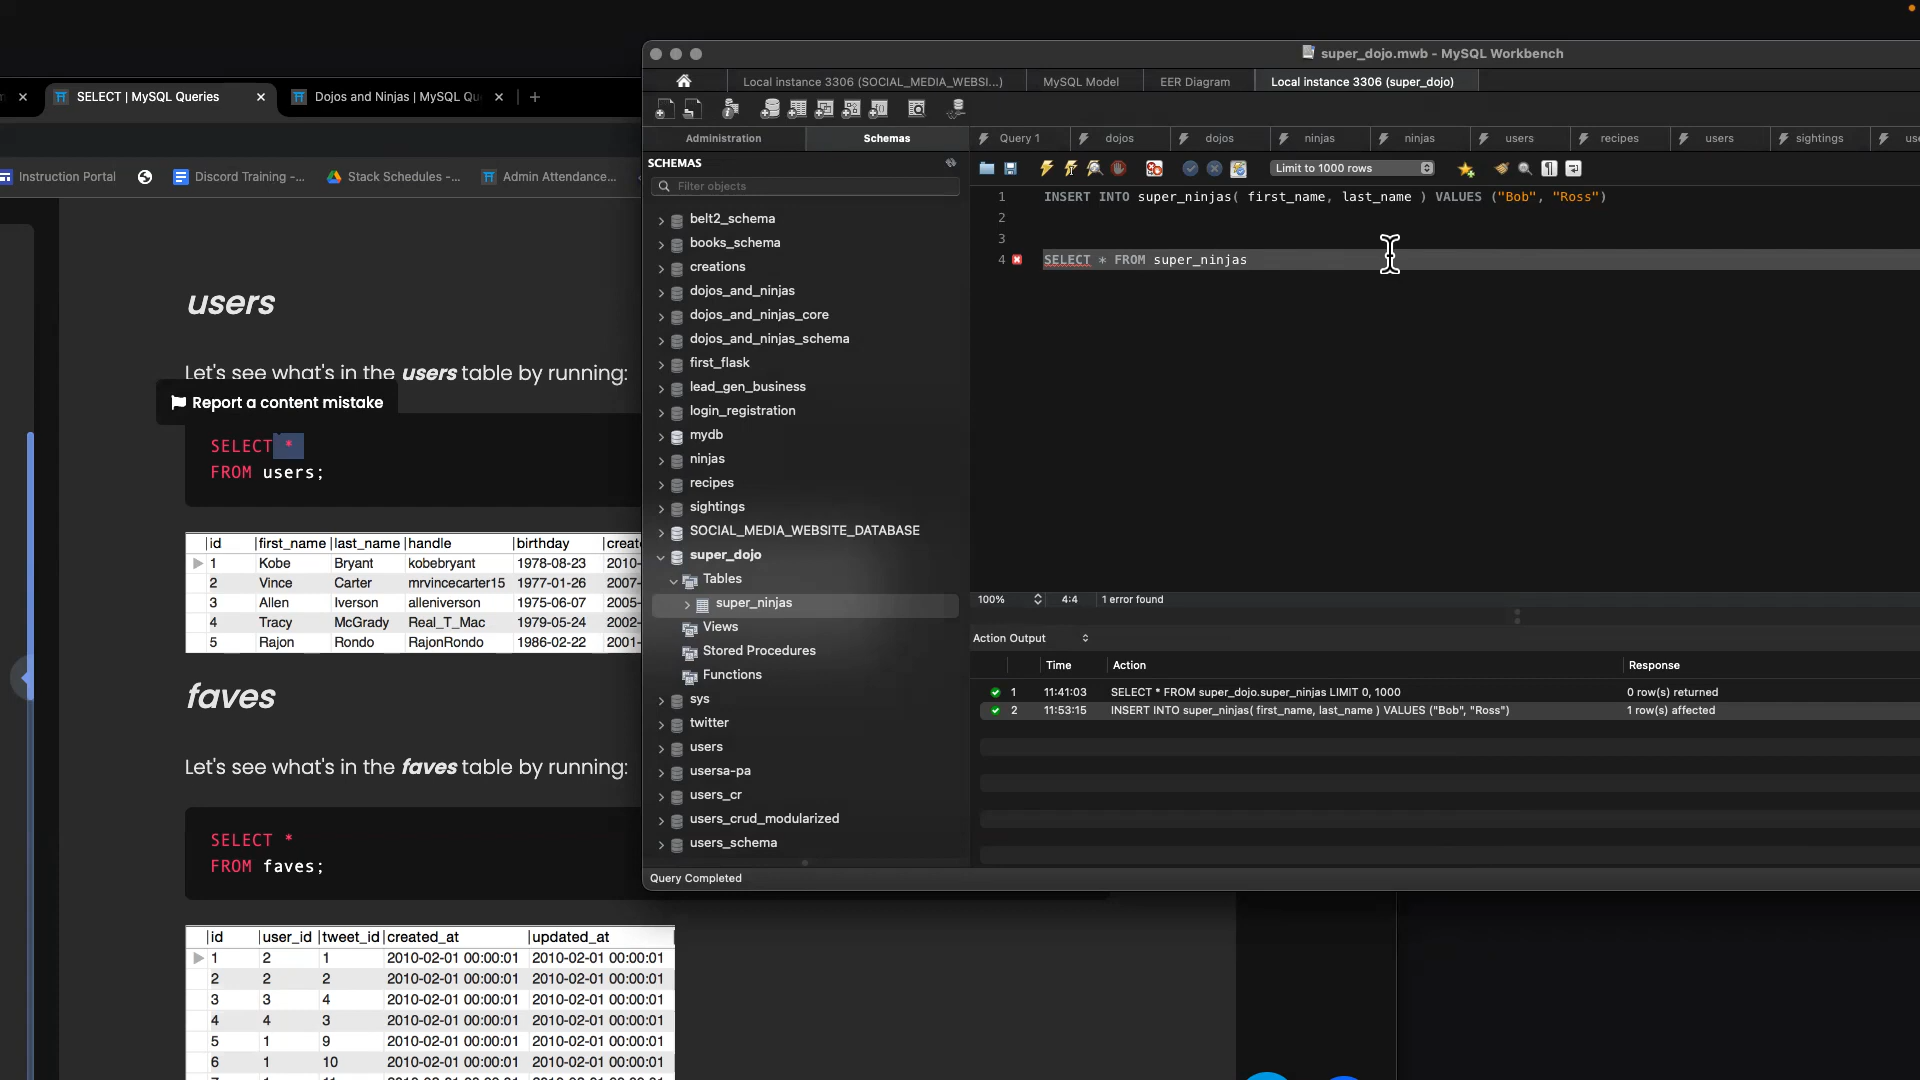 super_dojo.mwb - MySQL Workbench
SELECT | MySQL Queries
Dojos and Ninjas | MySQL Qu
Local instance 3306 (SOCIAL_MEDIA_WEBSI...)
MySQL Model
EER Diagram
Local instance 3306 (super_dojo)
Administration
Schemas
Query 1
dojos
dojos
ninjas
ninjas
users
recipes
users
sightings
Instruction Portal
Discord Training -...
Stack Schedules -...
Admin Attendance...
SCHEMAS
Limit to 1000 rows
Filter objects
1 INSERT INTO super_ninjas( first_name, last_name ) VALUES ("Bob", "Ross")
2
3
4 SELECT * FROM super_ninjas
belt2_schema
books_schema
creations
dojos_and_ninjas
dojos_and_ninjas_core
dojos_and_ninjas_schema
first_flask
lead_gen_business
login_registration
mydb
ninjas
recipes
sightings
SOCIAL_MEDIA_WEBSITE_DATABASE
super_dojo
Tables
super_ninjas
Views
Stored Procedures
Functions
sys
twitter
users
usersa-pa
users_cr
users_crud_modularized
users_schema
Query Completed
100%
4:4
1 error found
Action Output
Time Action Response
1 11:41:03 SELECT * FROM super_dojo.super_ninjas LIMIT 0, 1000 0 row(s) returned
2 11:53:15 INSERT INTO super_ninjas( first_name, last_name ) VALUES ("Bob", "Ross") 1 row(s) affected
users
Let's see what's in the users table by running:
Report a content mistake
SELECT *
FROM users;
id first_name last_name handle birthday create
1 Kobe Bryant kobebryant 1978-08-23 2010-
2 Vince Carter mrvincecarter15 1977-01-26 2007-
3 Allen Iverson alleniverson 1975-06-07 2005-
4 Tracy McGrady Real_T_Mac 1979-05-24 2002-
5 Rajon Rondo RajonRondo 1986-02-22 2001-
faves
Let's see what's in the faves table by running:
SELECT *
FROM faves;
id user_id tweet_id created_at updated_at
1 2 1 2010-02-01 00:00:01 2010-02-01 00:00:01
2 2 2 2010-02-01 00:00:01 2010-02-01 00:00:01
3 3 4 2010-02-01 00:00:01 2010-02-01 00:00:01
4 4 3 2010-02-01 00:00:01 2010-02-01 00:00:01
5 1 9 2010-02-01 00:00:01 2010-02-01 00:00:01
6 1 10 2010-02-01 00:00:01 2010-02-01 00:00:01